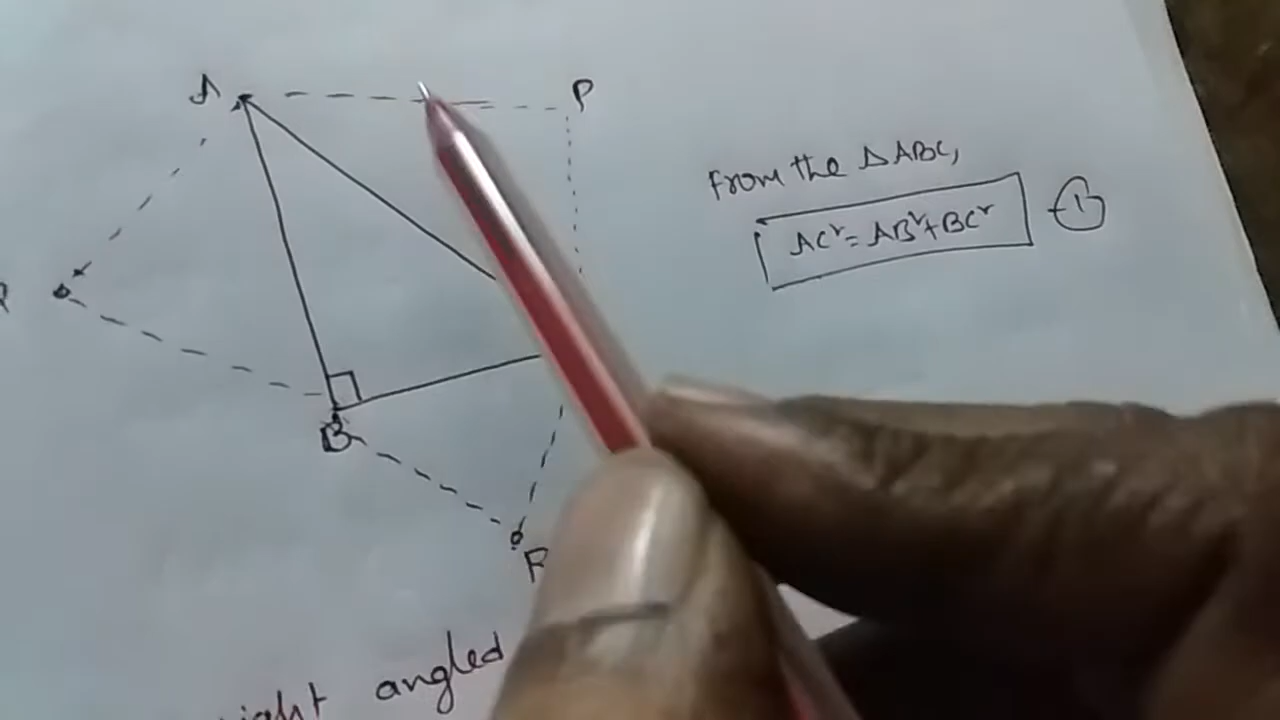 A
P
B
from the ΔABC,
AC² = AB² + BC² ①
angled